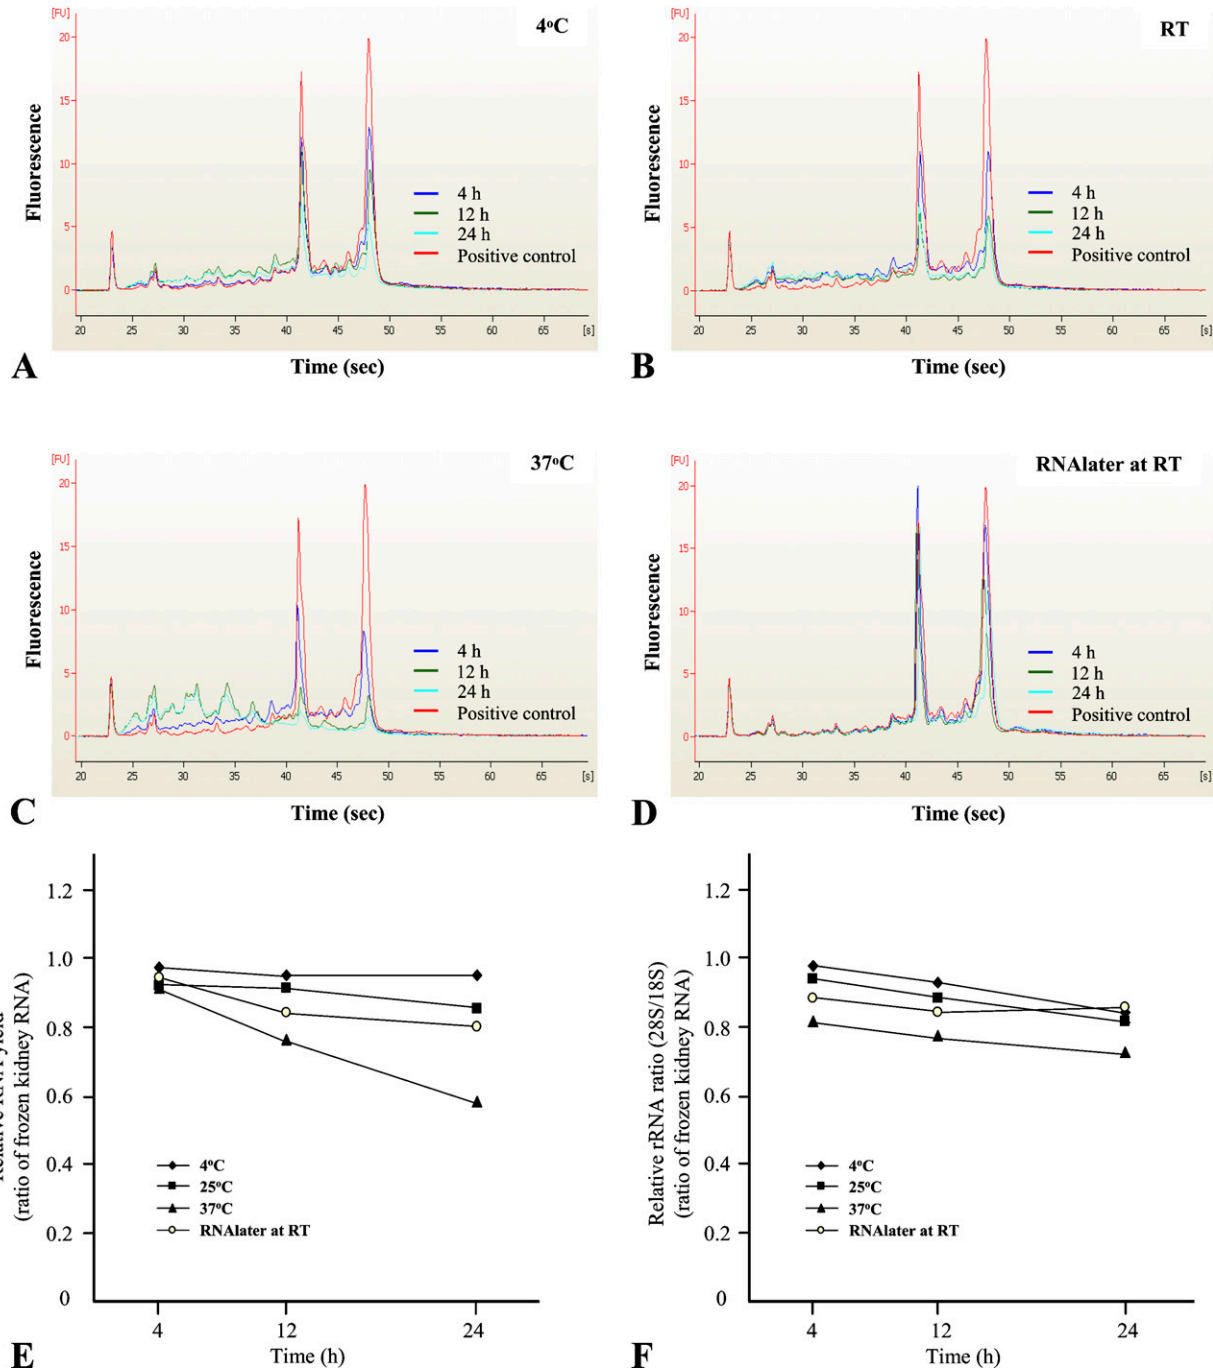 [FU]
4°C
20
15
10
5
0
Fluorescence
4 h
12 h
24 h
Positive control
20 25 30 35 40 45 50 55 60 65 [s]
Time (sec)
A
[FU]
RT
20
15
10
5
0
Fluorescence
4 h
12 h
24 h
Positive control
20 25 30 35 40 45 50 55 60 65 [s]
Time (sec)
B
[FU]
37°C
20
15
10
5
0
Fluorescence
4 h
12 h
24 h
Positive control
20 25 30 35 40 45 50 55 60 65 [s]
Time (sec)
C
[FU]
RNAlater at RT
20
15
10
5
0
Fluorescence
4 h
12 h
24 h
Positive control
20 25 30 35 40 45 50 55 60 65 [s]
Time (sec)
D
1.2
1.0
0.8
0.6
0.4
0.2
0
Relative RNA yield
(ratio of frozen kidney RNA)
4°C
25°C
37°C
RNAlater at RT
4 12 24
Time (h)
E
1.2
1.0
0.8
0.6
0.4
0.2
0
Relative rRNA ratio (28S/18S)
(ratio of frozen kidney RNA)
4°C
25°C
37°C
RNAlater at RT
4 12 24
Time (h)
F